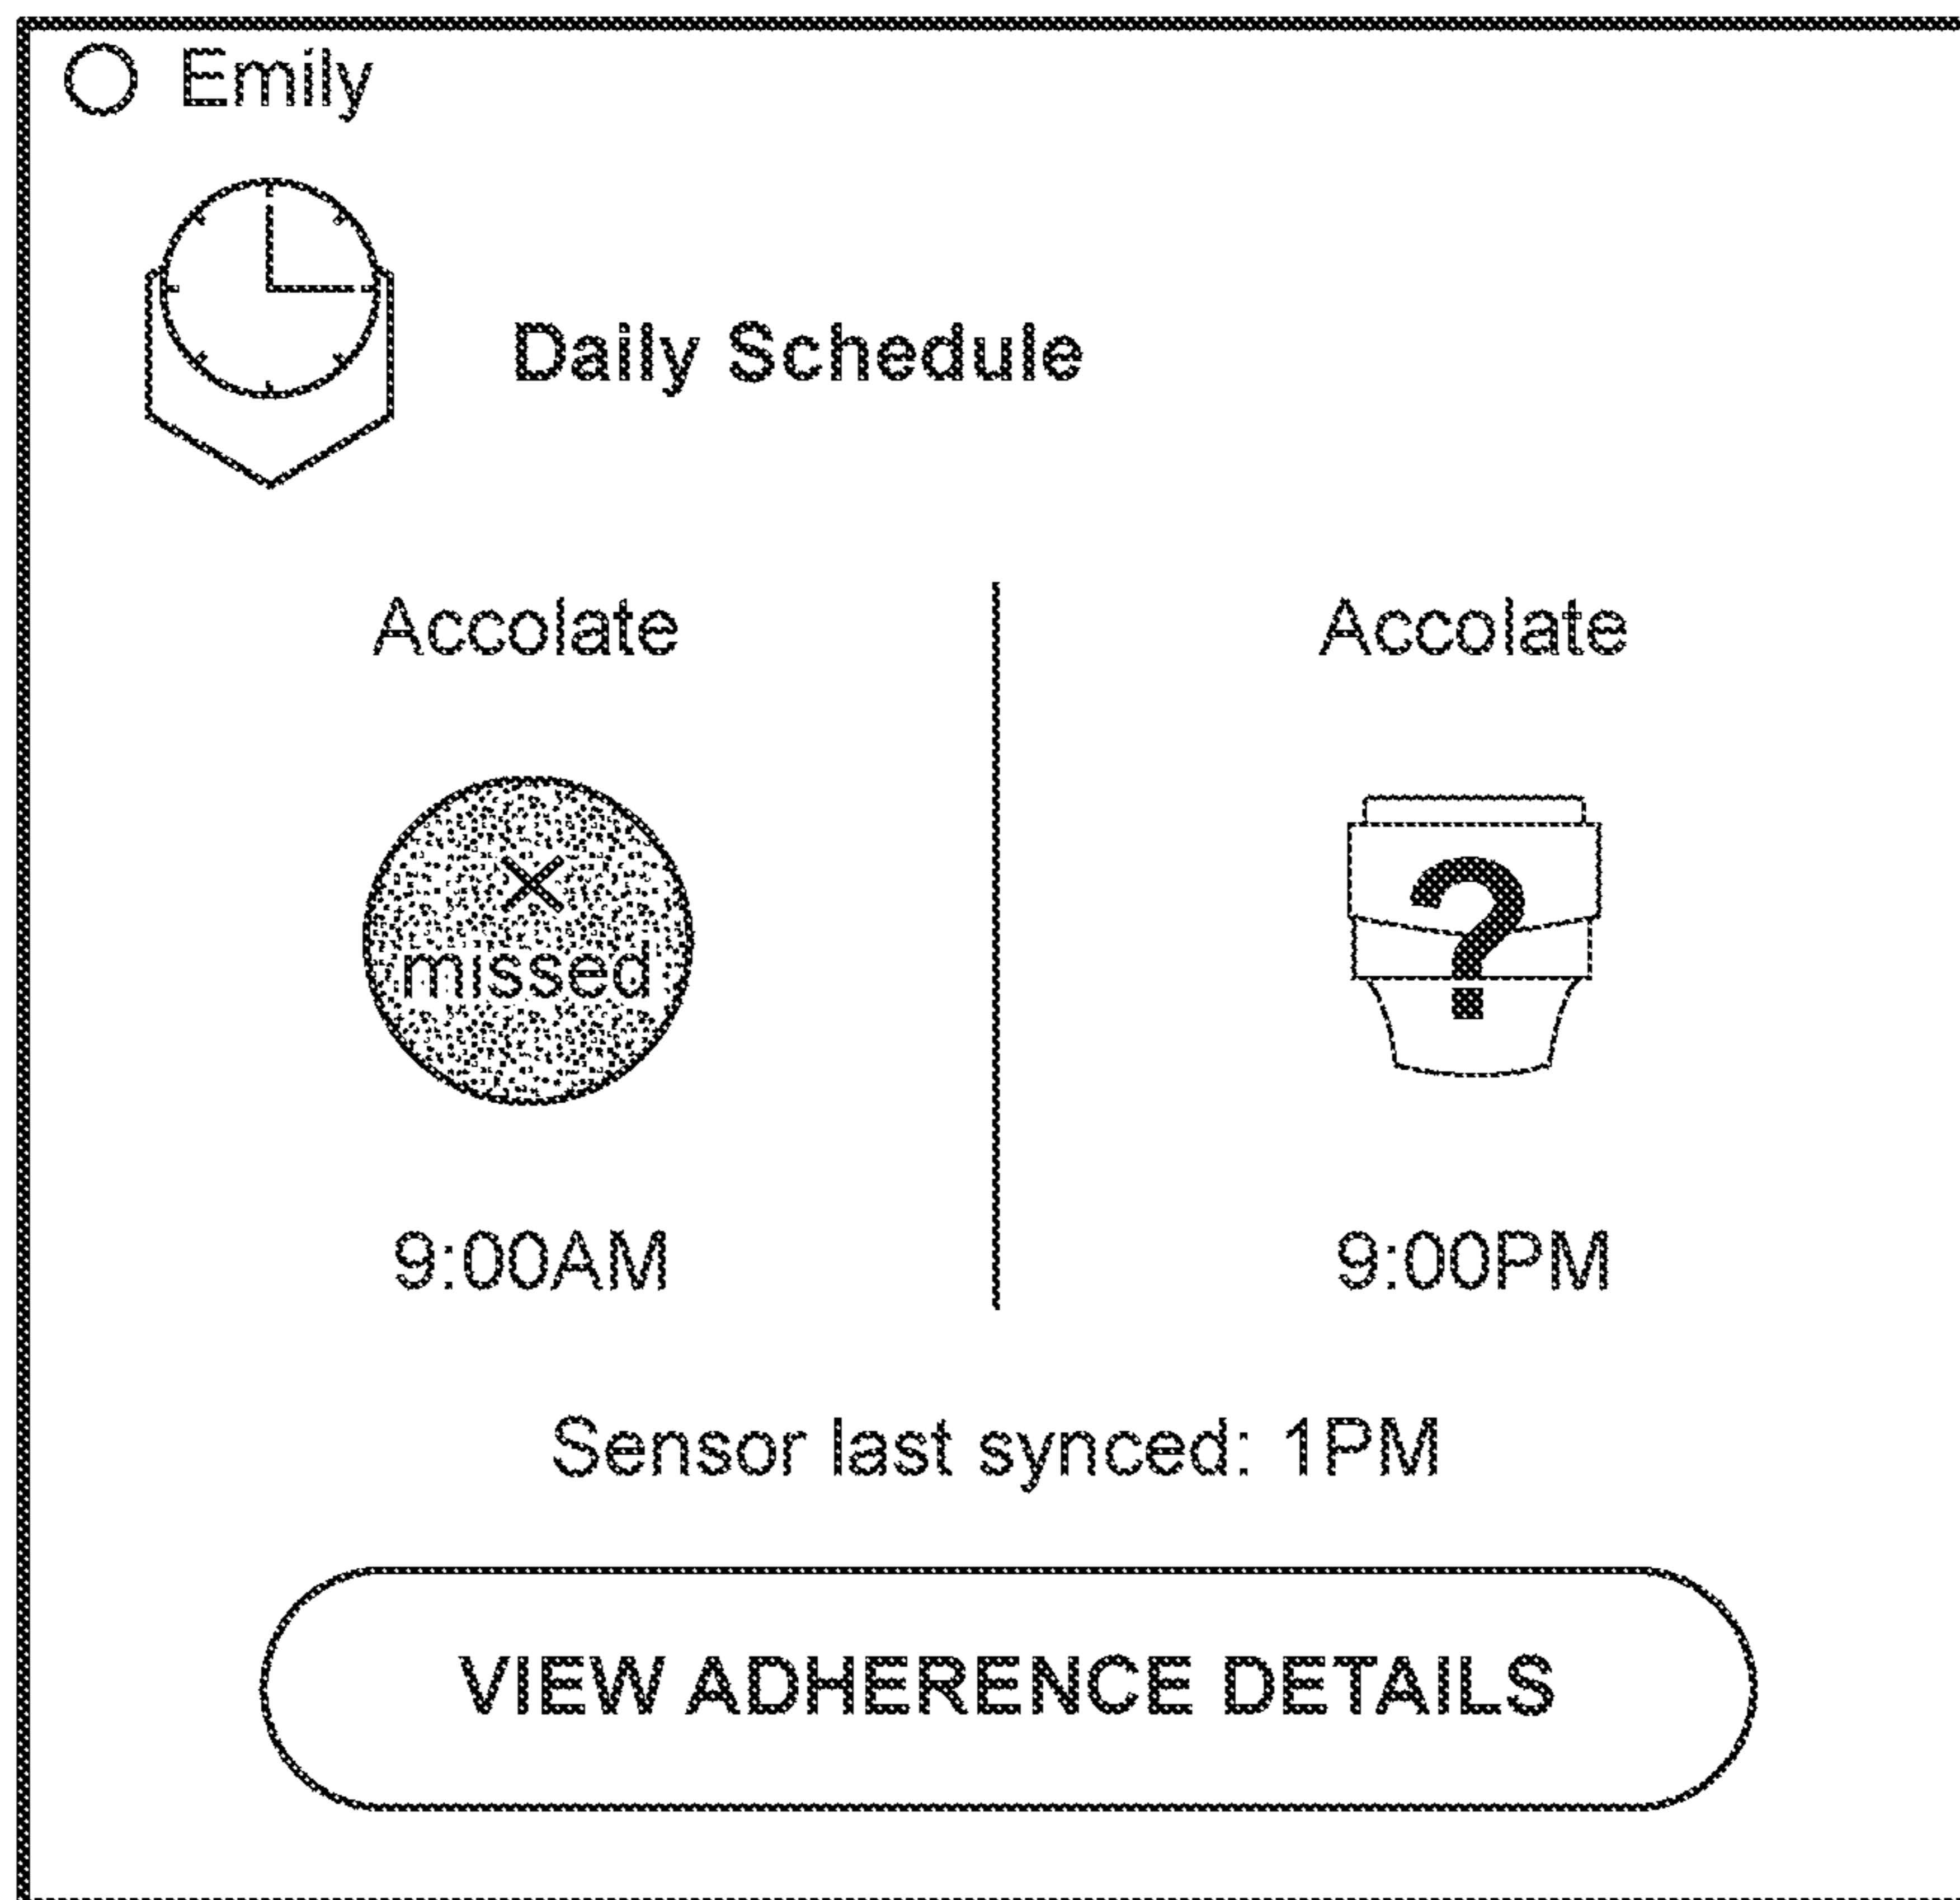 Emily
Daily Schedule
Accolate
Accolate
×
missed
?
9:00AM
9:00PM
Sensor last synced: 1PM
VIEW ADHERENCE DETAILS